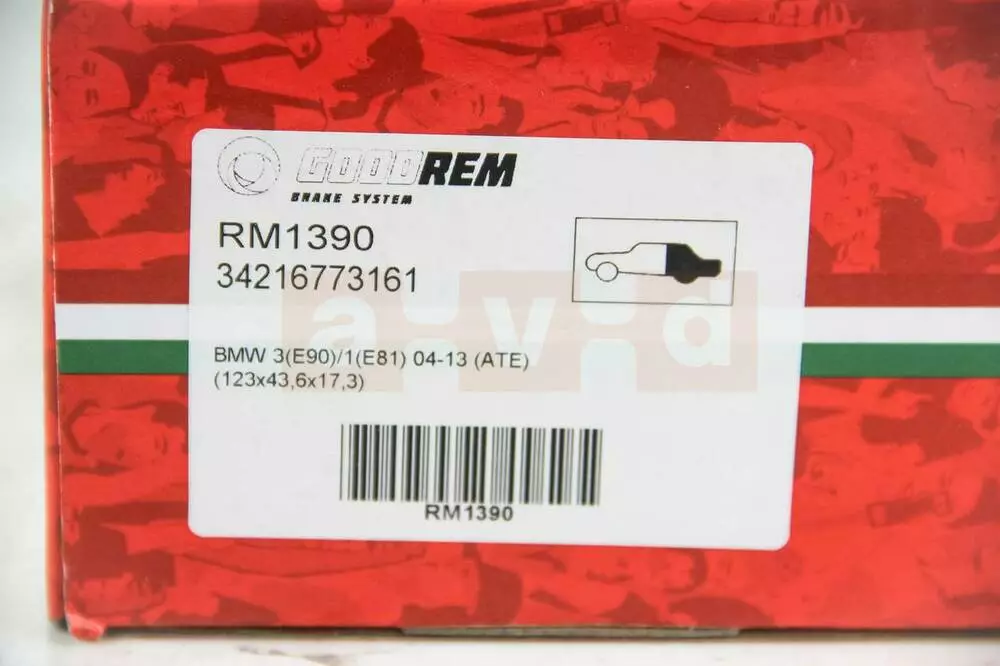 GOODREM
BRAKE SYSTEM
RM1390
34216773161
a·v·d
BMW 3(E90)/1(E81) 04-13 (ATE)
(123x43,6x17,3)
RM1390